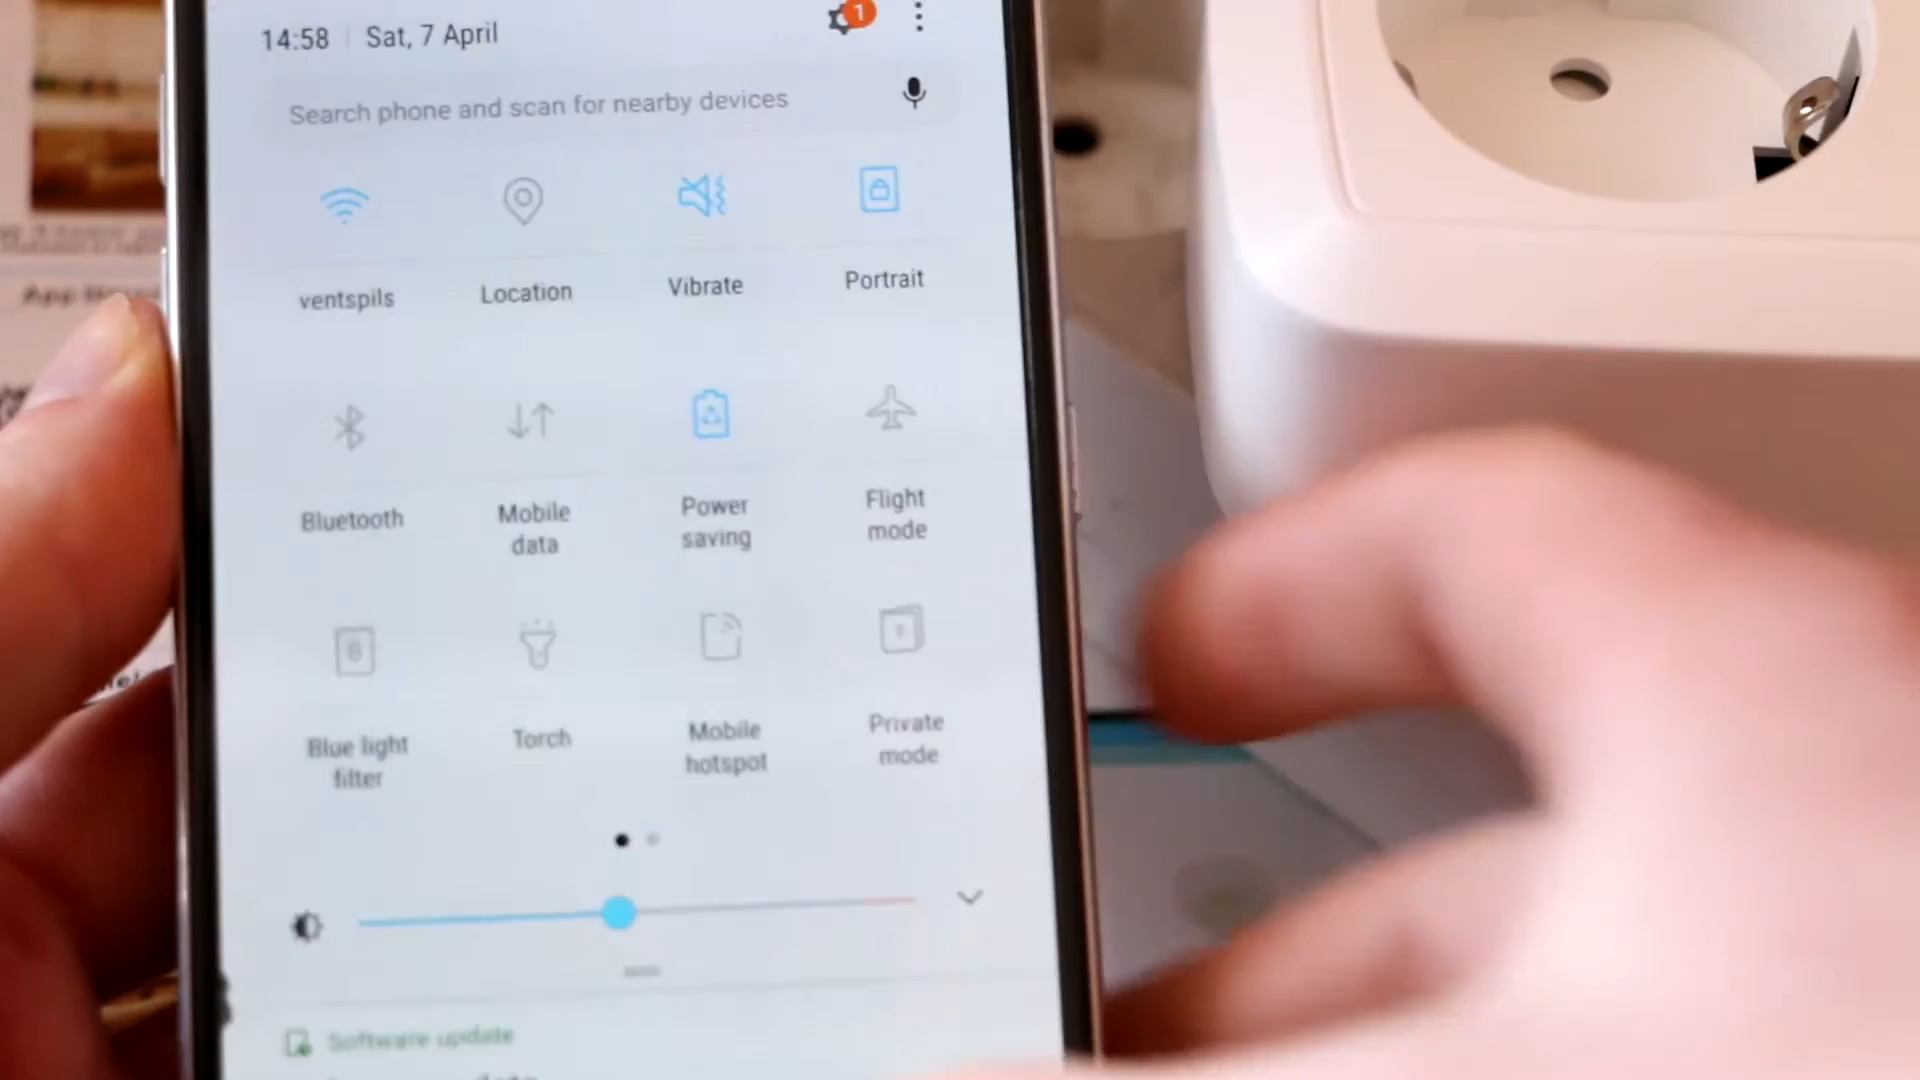 14:58 | Sat, 7 April
1
Search phone and scan for nearby devices
ventspils
Location
Vibrate
Portrait
Bluetooth
Mobile
data
Power
saving
Flight
mode
Blue light
filter
Torch
Mobile
hotspot
Private
mode
Software update